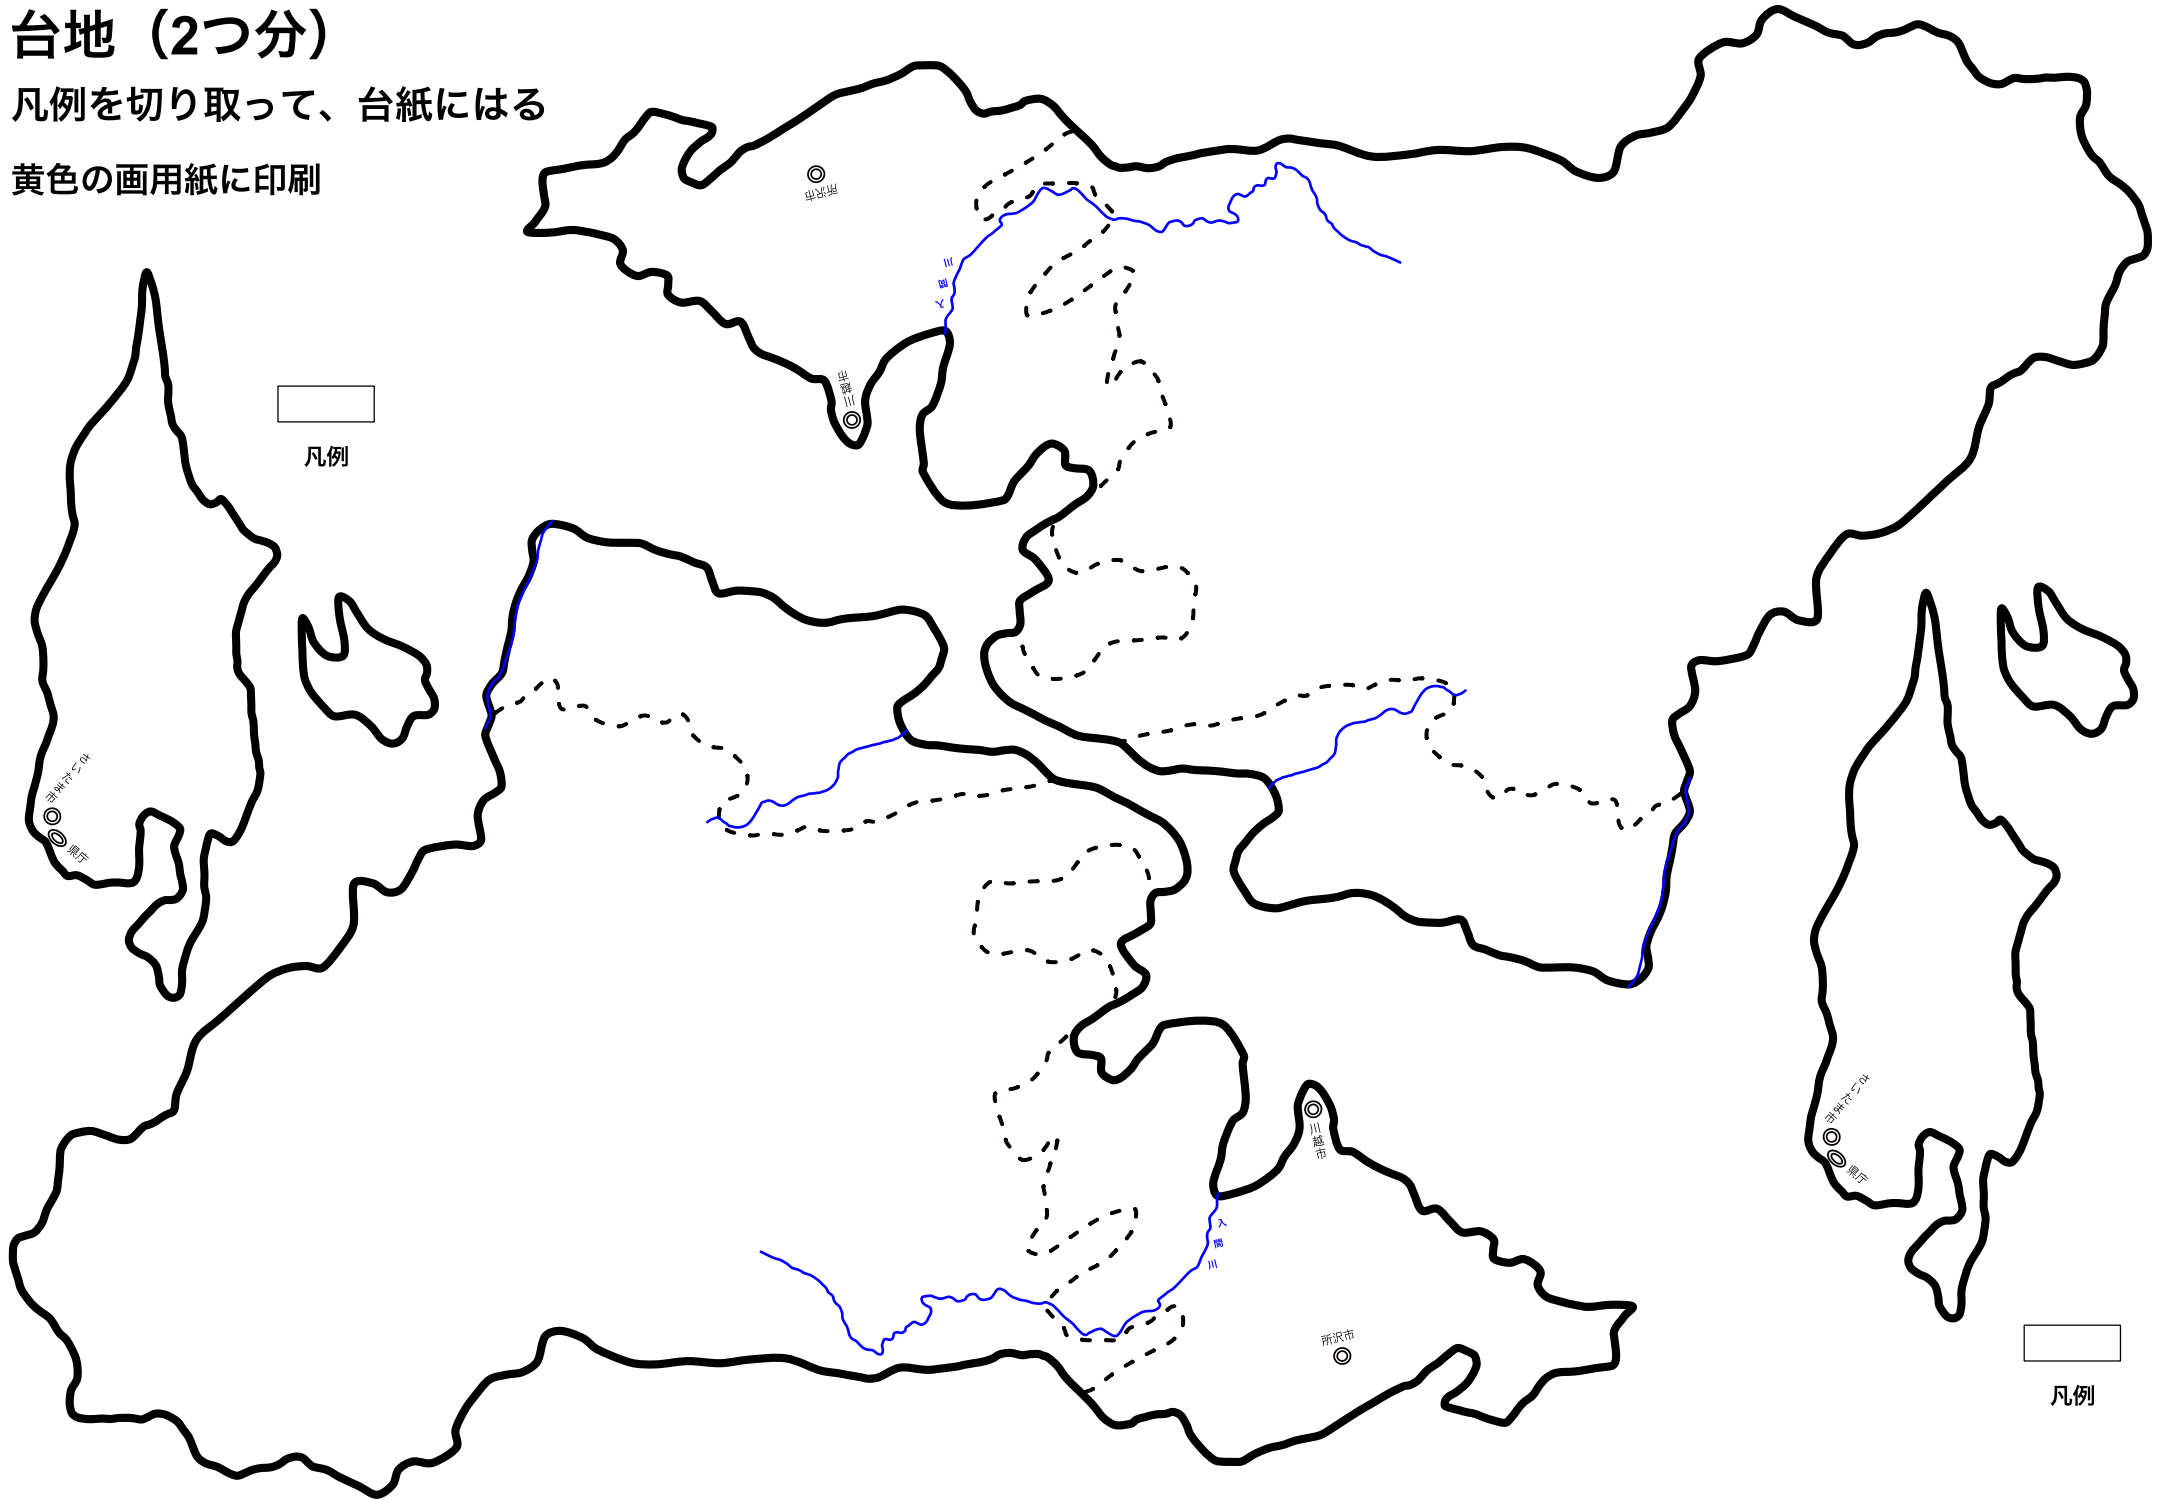 台地（2つ分）
凡例を切り取って、台紙にはる
黄色の画用紙に印刷
所沢市
入間川
川越市
凡例
さいたま市
県庁
川越市
入間川
所沢市
さいたま市
県庁
凡例